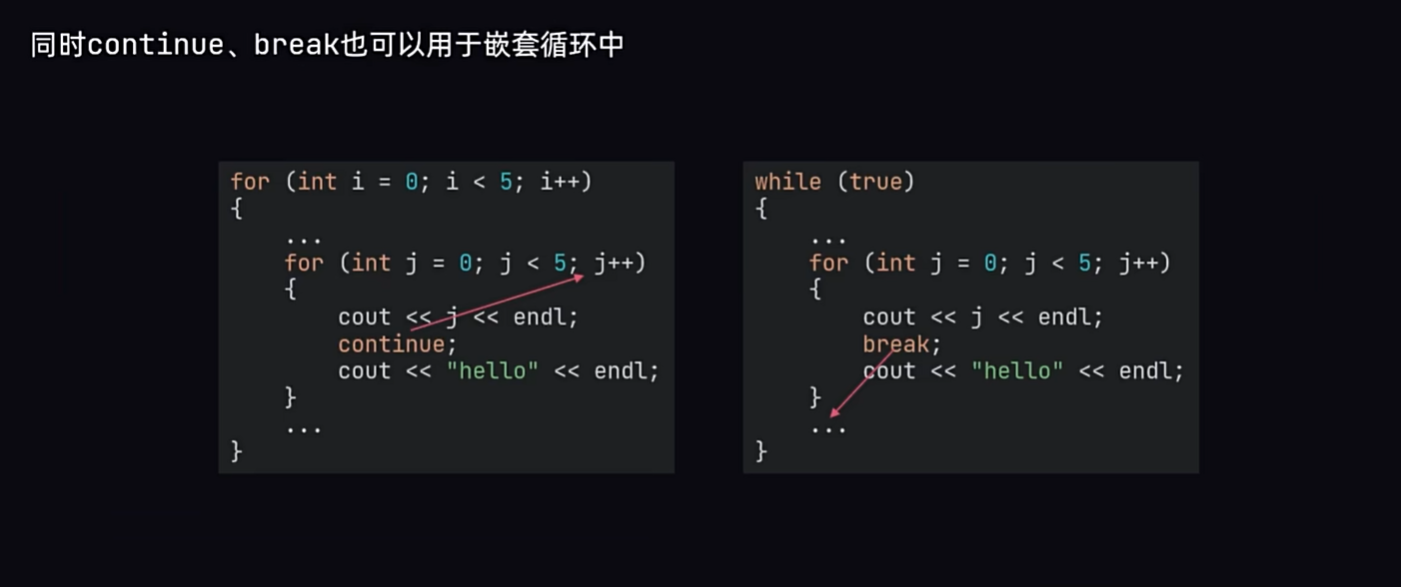 同时continue、break也可以用于嵌套循环中
for (int i = 0; i < 5; i++)
{
    ...
    for (int j = 0; j < 5; j++)
    {
        cout << j << endl;
        continue;
        cout << "hello" << endl;
    }
    ...
}
while (true)
{
    ...
    for (int j = 0; j < 5; j++)
    {
        cout << j << endl;
        break;
        cout << "hello" << endl;
    }
    ...
}